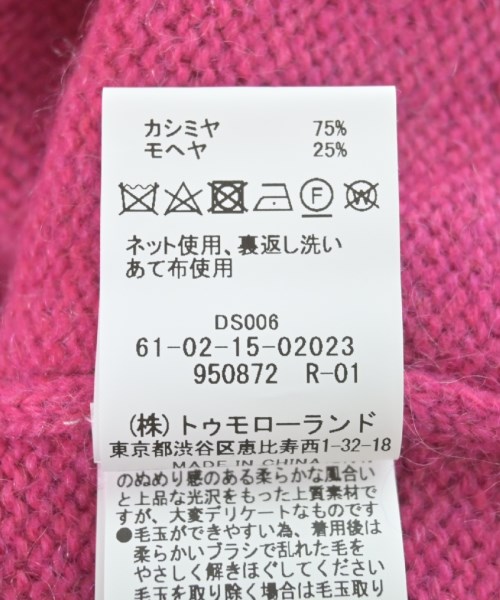 カシミヤ 75%
モヘヤ 25%
F W
ネット使用、裏返し洗い
あて布使用
DS006
61-02-15-02023
950872 R-01
(株)トゥモローランド
東京都渋谷区恵比寿西1-32-18
MADE IN CHINA
のぬめり感のある柔らかな風合い
と上品な光沢をもった上質素材で
すが、大変デリケートなものです
●毛玉ができやすい為、着用後は
柔らかいブラシで乱れた毛を
やさしく解きほぐしてください
毛玉を取り除く場合は毛玉取り